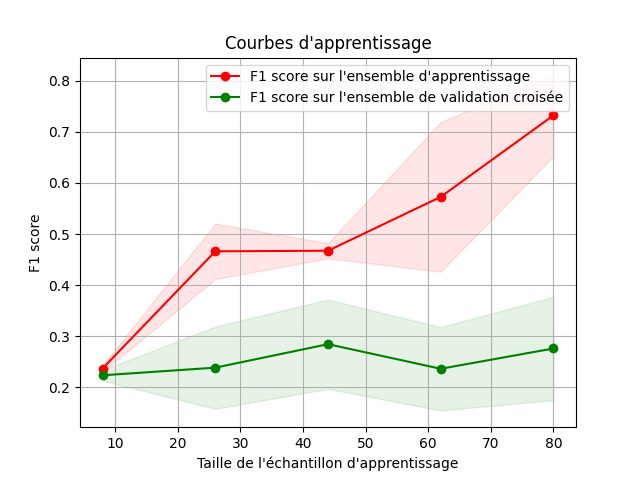 Courbes d'apprentissage
F1 score sur l'ensemble d'apprentissage
F1 score sur l'ensemble de validation croisée
F1 score
0.8
0.7
0.6
0.5
0.4
0.3
0.2
10 20 30 40 50 60 70 80
Taille de l'échantillon d'apprentissage